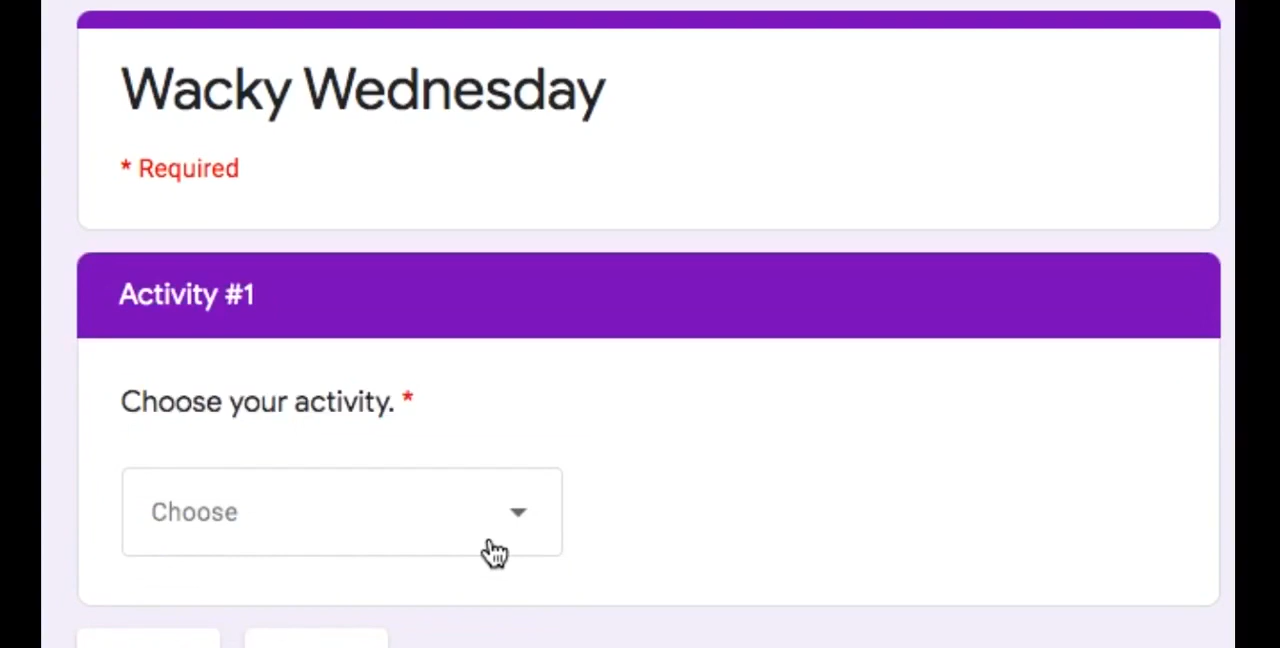 Wacky Wednesday
* Required
Activity #1
Choose your activity. *
Choose